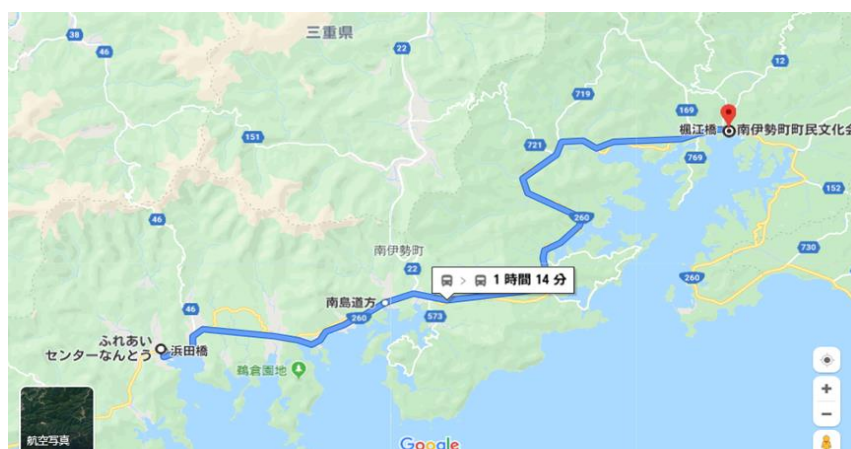 38
46
三重県
22
12
719
169
楓江橋
南伊勢町町民文化会
151
721
769
152
46
260
730
南伊勢町
22
1 時間 14 分
260
46
南島道方
573
260
ふれあい
センターなんとう
浜田橋
鵜倉園地
航空写真
Google